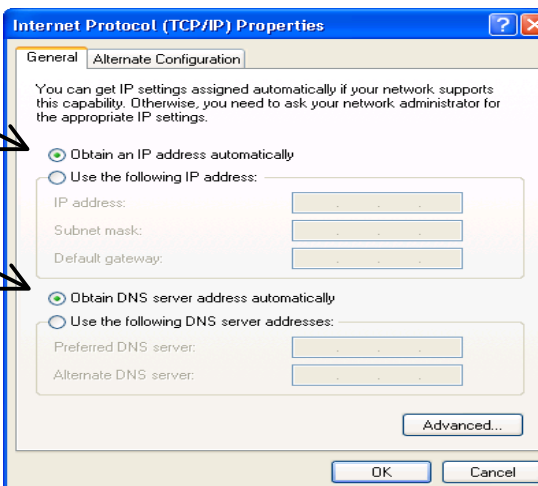 Internet Protocol (TCP/IP) Properties
General
Alternate Configuration
You can get IP settings assigned automatically if your network supports
this capability. Otherwise, you need to ask your network administrator for
the appropriate IP settings.
Obtain an IP address automatically
Use the following IP address:
IP address:
Subnet mask:
Default gateway:
Obtain DNS server address automatically
Use the following DNS server addresses:
Preferred DNS server:
Alternate DNS server:
Advanced...
OK
Cancel